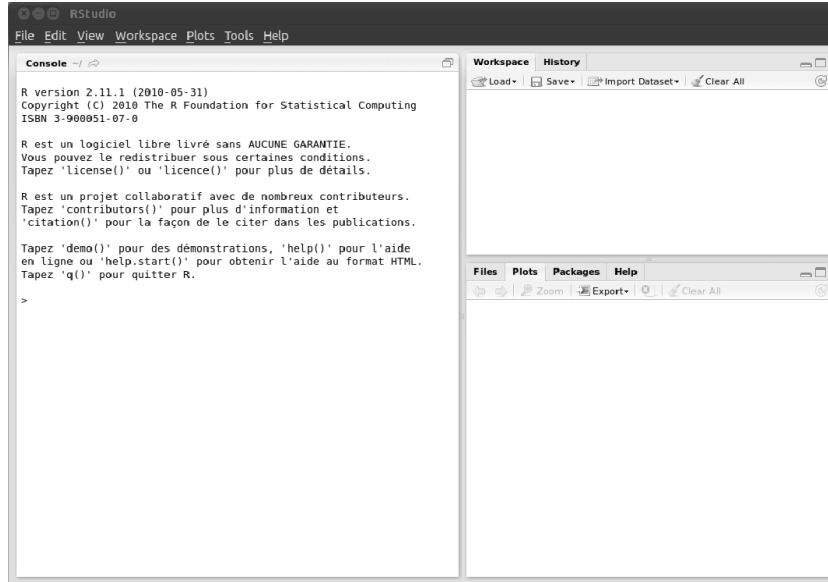 RStudio
File Edit View Workspace Plots Tools Help
Console ~/
R version 2.11.1 (2010-05-31)
Copyright (C) 2010 The R Foundation for Statistical Computing
ISBN 3-900051-07-0
R est un logiciel libre livré sans AUCUNE GARANTIE.
Vous pouvez le redistribuer sous certaines conditions.
Tapez 'license()' ou 'licence()' pour plus de détails.
R est un projet collaboratif avec de nombreux contributeurs.
Tapez 'contributors()' pour plus d'information et
'citation()' pour la façon de le citer dans les publications.
Tapez 'demo()' pour des démonstrations, 'help()' pour l'aide
en ligne ou 'help.start()' pour obtenir l'aide au format HTML.
Tapez 'q()' pour quitter R.
>
Workspace History
Load Save Import Dataset Clear All
Files Plots Packages Help
Zoom Export Clear All